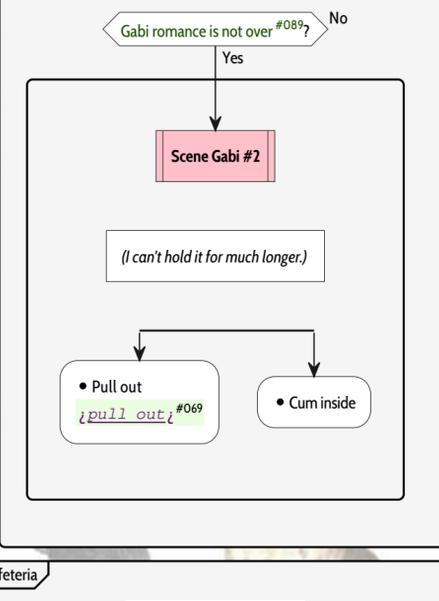 Gabi romance is not over #089?
No
Yes
Scene Gabi #2
(I can't hold it for much longer.)
• Pull out
¿pull out¿#069
• Cum inside
feteria